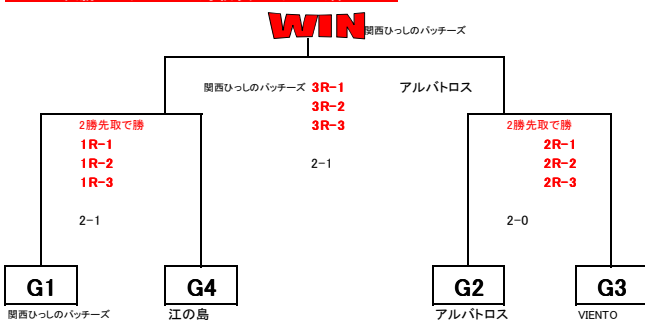 WIN 関西ひっしのパッチーズ
関西ひっしのパッチーズ 3R-1 アルバトロス
3R-2
3R-3
2-1
2勝先取で勝
1R-1
1R-2
1R-3
2-1
2勝先取で勝
2R-1
2R-2
2R-3
2-0
G1 G4 G2 G3
関西ひっしのパッチーズ 江の島 アルバトロス VIENTO